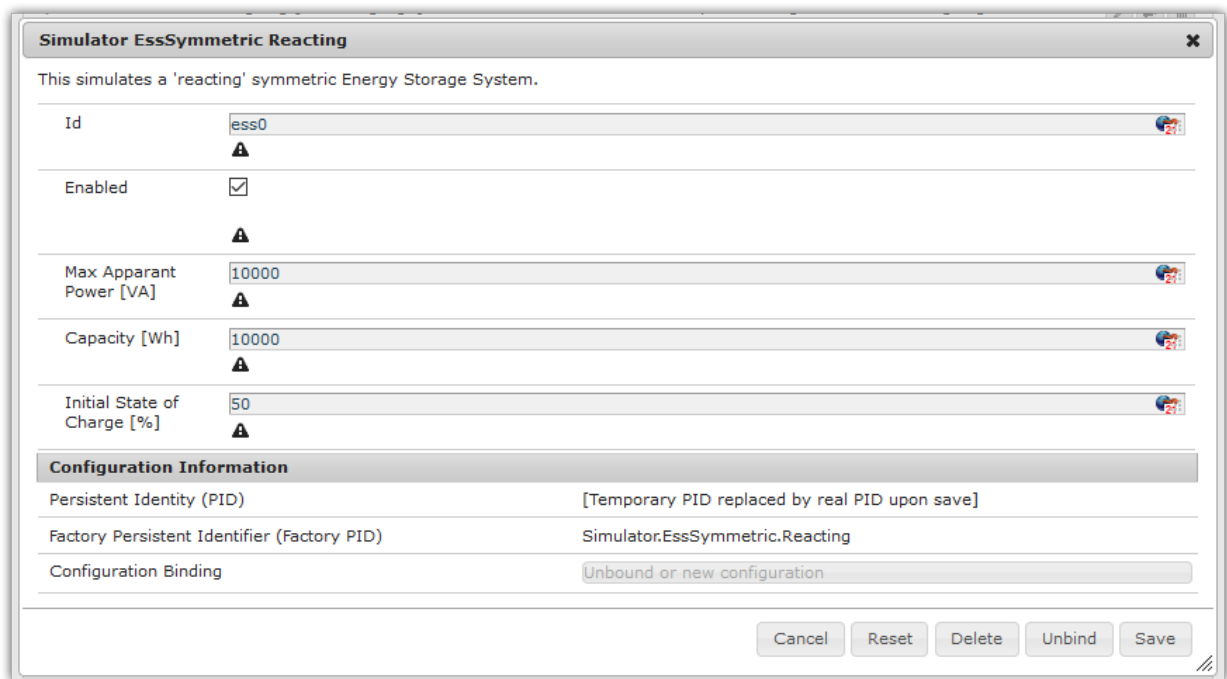 Simulator EssSymmetric Reacting
This simulates a 'reacting' symmetric Energy Storage System.
Id
ess0
Enabled
Max Apparant
Power [VA]
10000
Capacity [Wh]
10000
Initial State of
Charge [%]
50
Configuration Information
Persistent Identity (PID)
[Temporary PID replaced by real PID upon save]
Factory Persistent Identifier (Factory PID)
Simulator.EssSymmetric.Reacting
Configuration Binding
Unbound or new configuration
Cancel
Reset
Delete
Unbind
Save